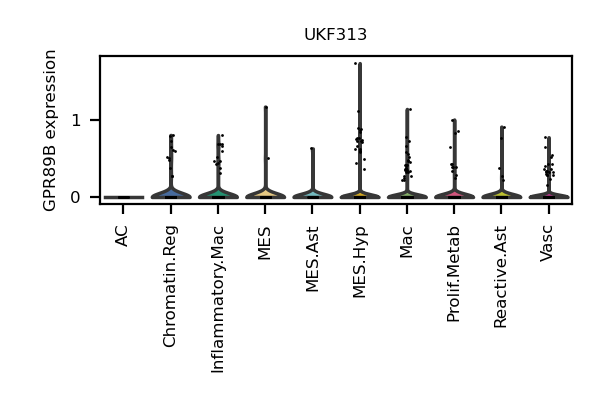 UKF313
GPR89B expression
1
0
AC
Chromatin.Reg
Inflammatory.Mac
MES
MES.Ast
MES.Hyp
Mac
Prolif.Metab
Reactive.Ast
Vasc